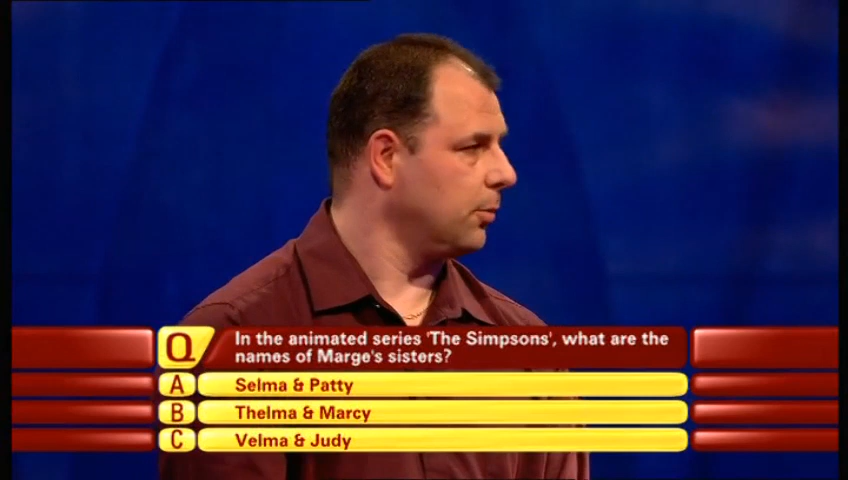 Q
In the animated series 'The Simpsons', what are the
names of Marge's sisters?
A Selma & Patty
B Thelma & Marcy
C Velma & Judy